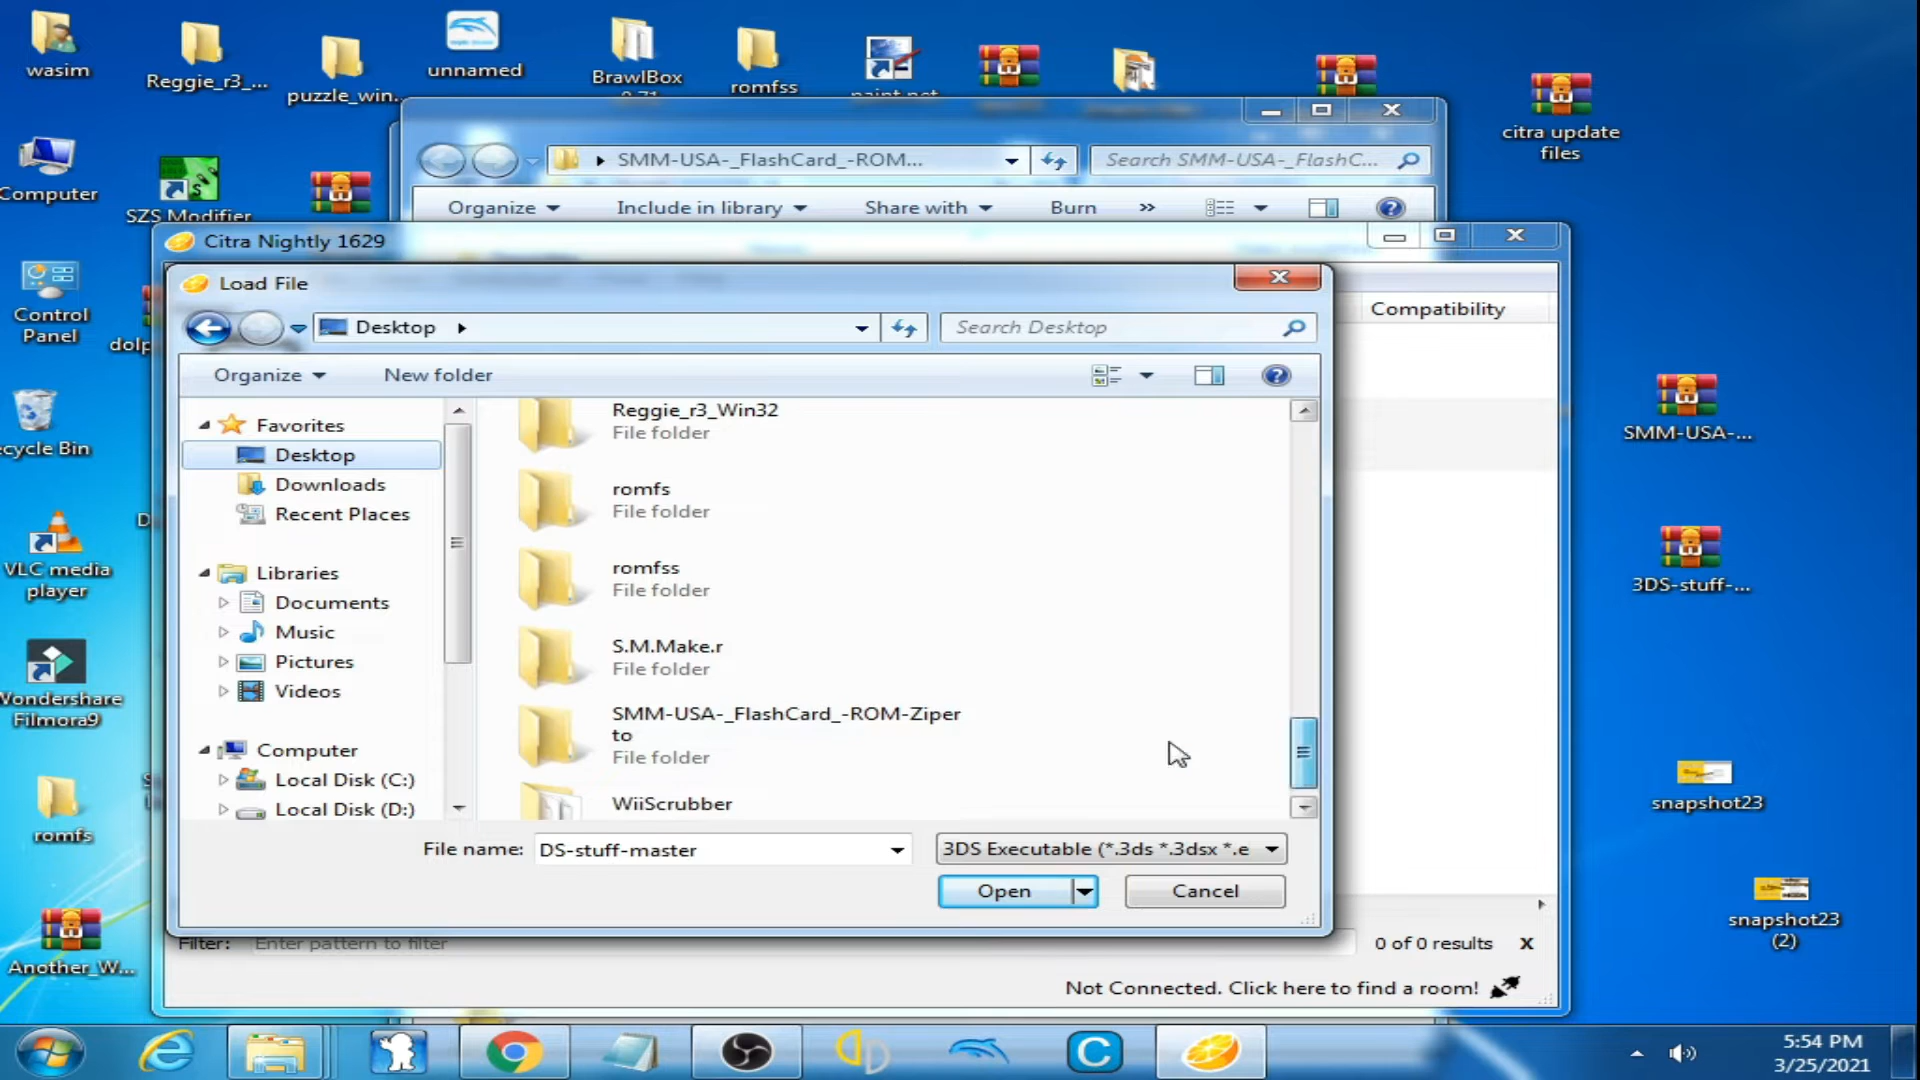 wasim
Reggie_r3_...
puzzle_win...
unnamed
BrawlBox
0.71
romfss
paint.net
citra update
files
Computer
SZS Modifier
SMM-USA-_FlashCard_-ROM...
Search SMM-USA-_FlashC...
Organize
Include in library
Share with
Burn
»
Citra Nightly 1629
Load File
Compatibility
Desktop
Search Desktop
Organize
New folder
Control
Panel
dolp
Favorites
Desktop
Downloads
Recent Places
Libraries
Documents
Music
Pictures
Videos
Computer
Local Disk (C:)
Local Disk (D:)
Reggie_r3_Win32
File folder
romfs
File folder
romfss
File folder
S.M.Make.r
File folder
SMM-USA-_FlashCard_-ROM-Ziper
to
File folder
WiiScrubber
File name:
DS-stuff-master
3DS Executable (*.3ds *.3dsx *.e
Open
Cancel
ecycle Bin
VLC media
player
Wondershare
Filmora9
romfs
Another_W...
SMM-USA-...
3DS-stuff-...
snapshot23
snapshot23
(2)
Filter:
Enter pattern to filter
0 of 0 results
X
Not Connected. Click here to find a room!
5:54 PM
3/25/2021